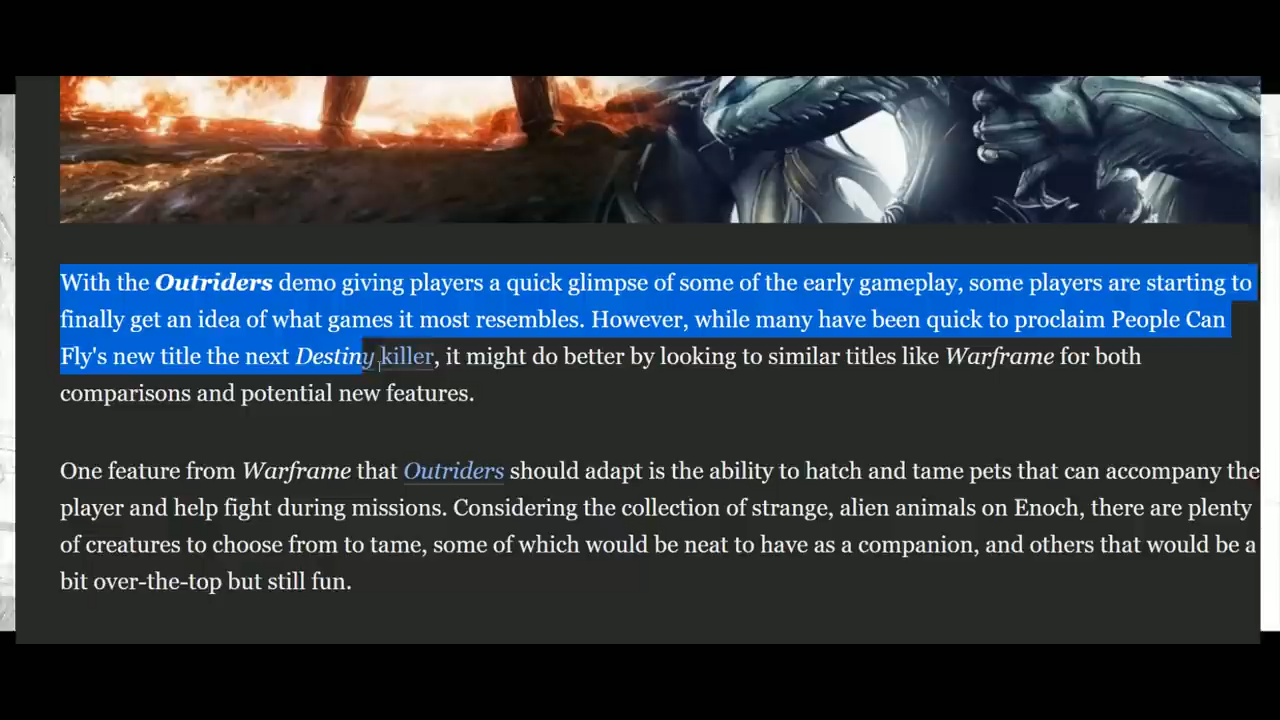 With the Outriders demo giving players a quick glimpse of some of the early gameplay, some players are starting to
finally get an idea of what games it most resembles. However, while many have been quick to proclaim People Can
Fly's new title the next Destiny killer, it might do better by looking to similar titles like Warframe for both
comparisons and potential new features.
One feature from Warframe that Outriders should adapt is the ability to hatch and tame pets that can accompany the
player and help fight during missions. Considering the collection of strange, alien animals on Enoch, there are plenty
of creatures to choose from to tame, some of which would be neat to have as a companion, and others that would be a
bit over-the-top but still fun.